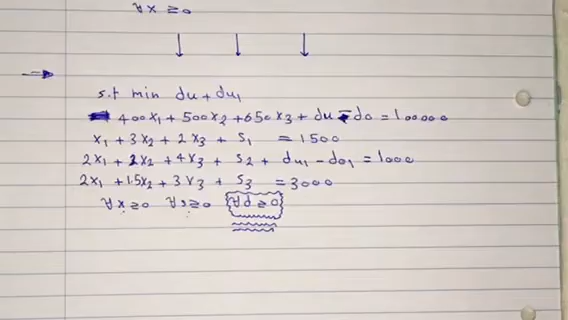 ∀x ≥ 0
s.t min du + du₁
400x₁ + 500x₂ + 650x₃ + du - do = 100000
x₁ + 3x₂ + 2x₃ + S₁ = 1500
2x₁ + 2x₂ + 4x₃ + S₂ + du₁ - do₁ = 1000
2x₁ + 1.5x₂ + 3x₃ + S₃ = 3000
∀x ≥ 0 ∀s ≥ 0 ∀d ≥ 0